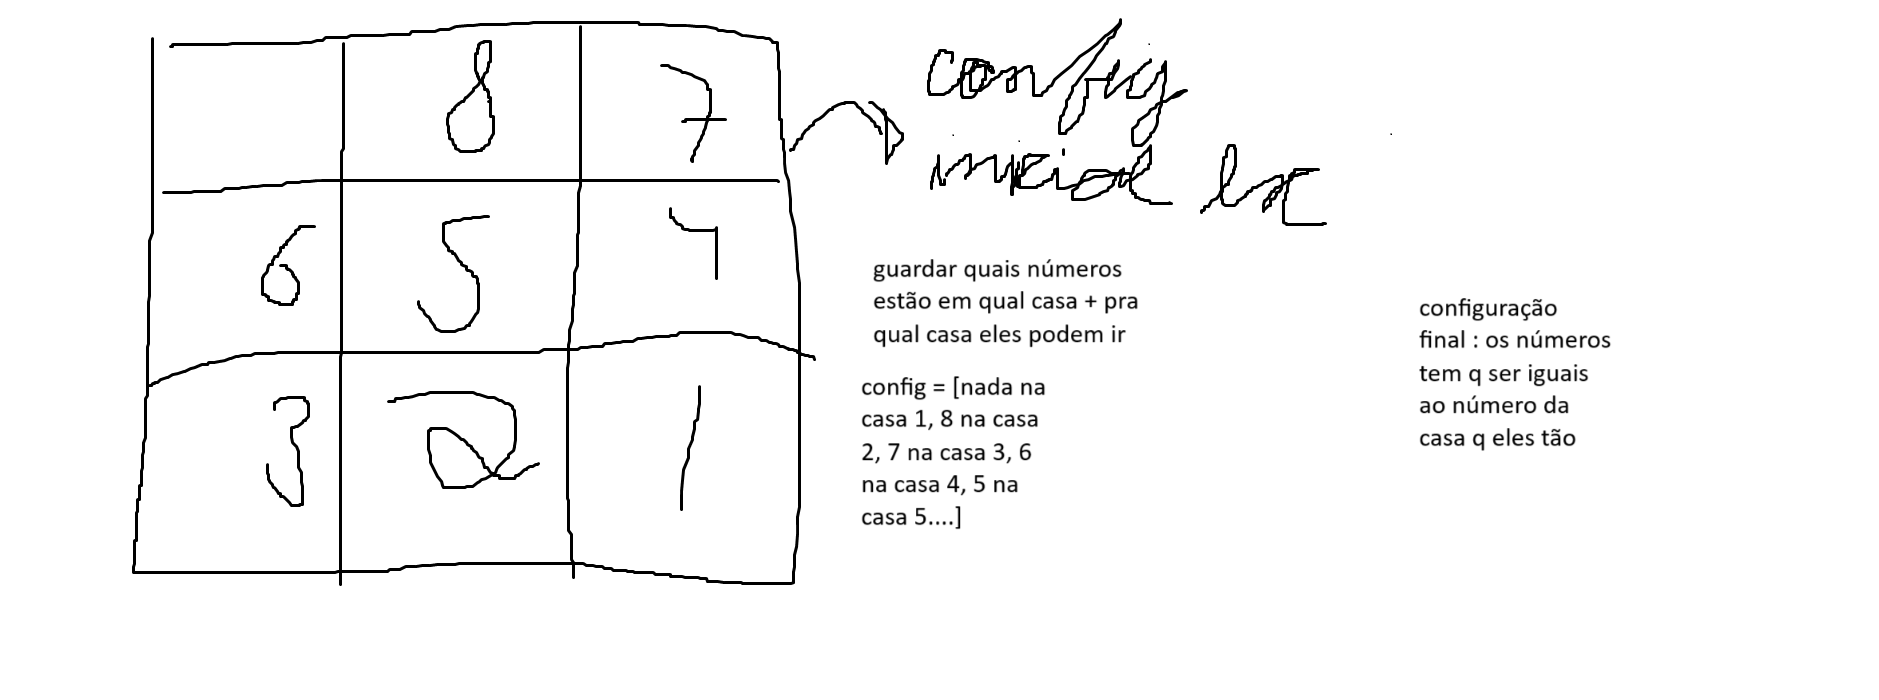 8 7
6 5 4
3 2 1
config
inicial ex
guardar quais números
estão em qual casa + pra
qual casa eles podem ir
config = [nada na
casa 1, 8 na casa
2, 7 na casa 3, 6
na casa 4, 5 na
casa 5....]
configuração
final : os números
tem q ser iguais
ao número da
casa q eles tão